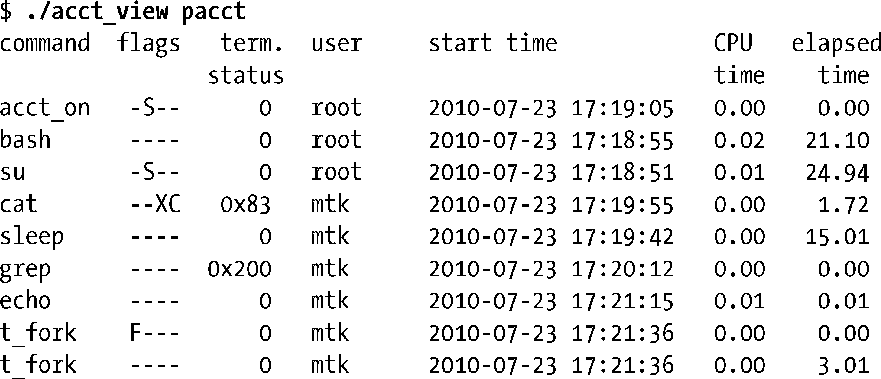 $ ./acct_view pacct
command  flags   term.  user      start time            CPU   elapsed
                status                                  time    time
acct_on   -S--      0   root      2010-07-23 17:19:05   0.00    0.00
bash      ----      0   root      2010-07-23 17:18:55   0.02   21.10
su        -S--      0   root      2010-07-23 17:18:51   0.01   24.94
cat       --XC   0x83   mtk       2010-07-23 17:19:55   0.00    1.72
sleep     ----      0   mtk       2010-07-23 17:19:42   0.00   15.01
grep      ----  0x200   mtk       2010-07-23 17:20:12   0.00    0.00
echo      ----      0   mtk       2010-07-23 17:21:15   0.01    0.01
t_fork    F---      0   mtk       2010-07-23 17:21:36   0.00    0.00
t_fork    ----      0   mtk       2010-07-23 17:21:36   0.00    3.01